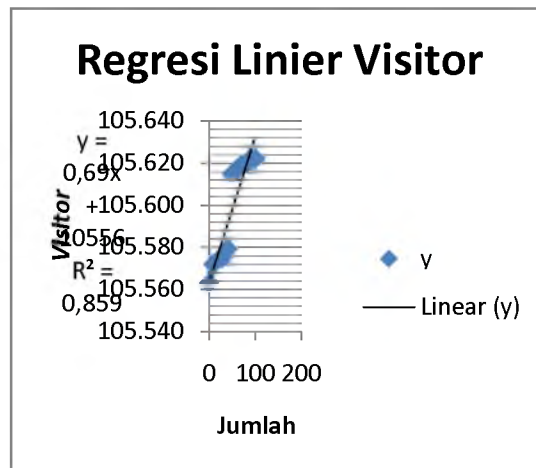 Regresi Linier Visitor
y =
0,69x
+
10556
R² =
0,859
Visitor
105.640
105.620
105.600
105.580
105.560
105.540
0 100 200
Jumlah
y
Linear (y)